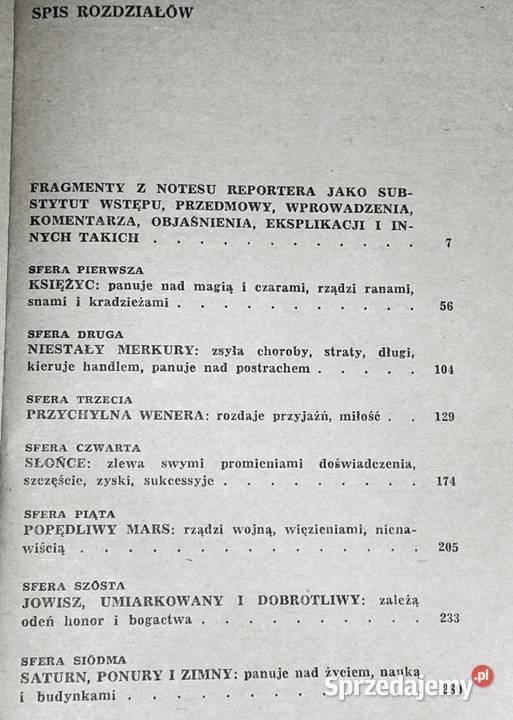 SPIS ROZDZIAŁÓW
FRAGMENTY Z NOTESU REPORTERA JAKO SUB-
STYTUT WSTĘPU, PRZEDMOWY, WPROWADZENIA,
KOMENTARZA, OBJAŚNIENIA, EKSPLIKACJI I IN-
NYCH TAKICH . . . . . . . . . . . . 7
SFERA PIERWSZA
KSIĘŻYC: panuje nad magią i czarami, rządzi ranami,
snami i kradzieżami . . . . . . . . . . . 56
SFERA DRUGA
NIESTAŁY MERKURY: zsyła choroby, straty, długi,
kieruje handlem, panuje nad postrachem . . . . . 104
SFERA TRZECIA
PRZYCHYLNA WENERA: rozdaje przyjaźń, miłość . . 129
SFERA CZWARTA
SŁOŃCE: zlewa swymi promieniami doświadczenia,
szczęście, zyski, sukcessyje . . . . . . . . 174
SFERA PIĄTA
POPĘDLIWY MARS: rządzi wojną, więzieniami, niena-
wiścią . . . . . . . . . . . . . . 205
SFERA SZÓSTA
JOWISZ, UMIARKOWANY I DOBROTLIWY: zależą
odeń honor i bogactwa . . . . . . . . . 233
SFERA SIÓDMA
SATURN, PONURY I ZIMNY: panuje nad życiem, nauką
i budynkami . . . . . . . . . . . .
Sprzedajemy.pl